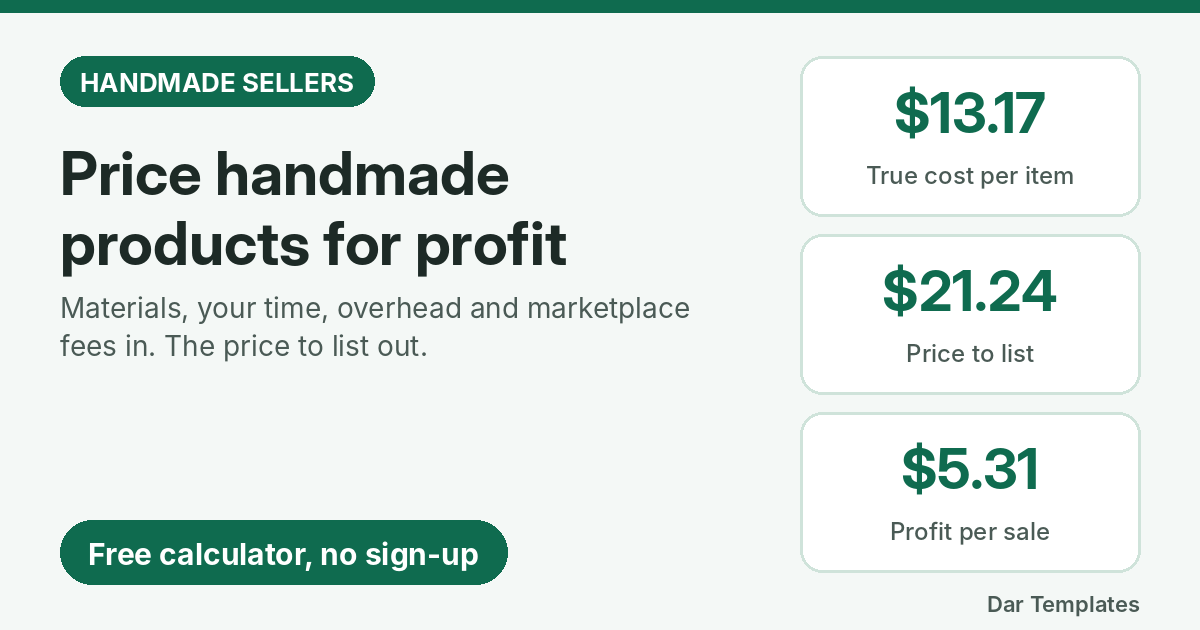 HANDMADE SELLERS
Price handmade
products for profit
Materials, your time, overhead and marketplace
fees in. The price to list out.
Free calculator, no sign-up
$13.17
True cost per item
$21.24
Price to list
$5.31
Profit per sale
Dar Templates